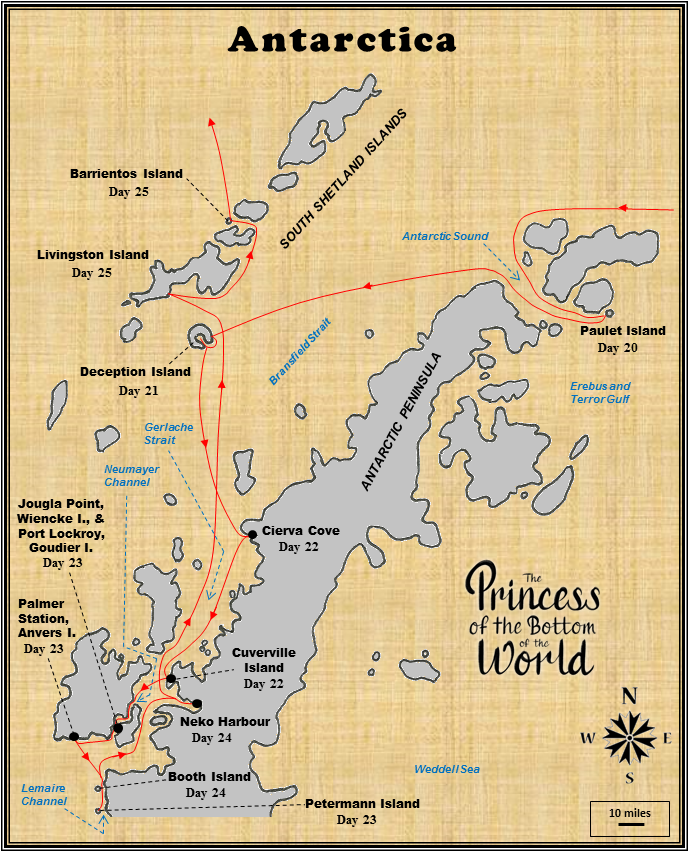 Antarctica
SOUTH SHETLAND ISLANDS
Barrientos Island
Day 25
Antarctic Sound
Livingston Island
Day 25
Paulet Island
Day 20
Bransfield Strait
Deception Island
Day 21
ANTARCTIC PENINSULA
Erebus and
Terror Gulf
Gerlache
Strait
Neumayer
Channel
Jougla Point,
Wiencke I., &
Port Lockroy,
Goudier I.
Day 23
Cierva Cove
Day 22
The
Princess
of the Bottom
of the
World
Palmer
Station,
Anvers I.
Day 23
Cuverville
Island
Day 22
Neko Harbour
Day 24
N
W
E
S
Weddell Sea
Booth Island
Day 24
Lemaire
Channel
Petermann Island
Day 23
10 miles